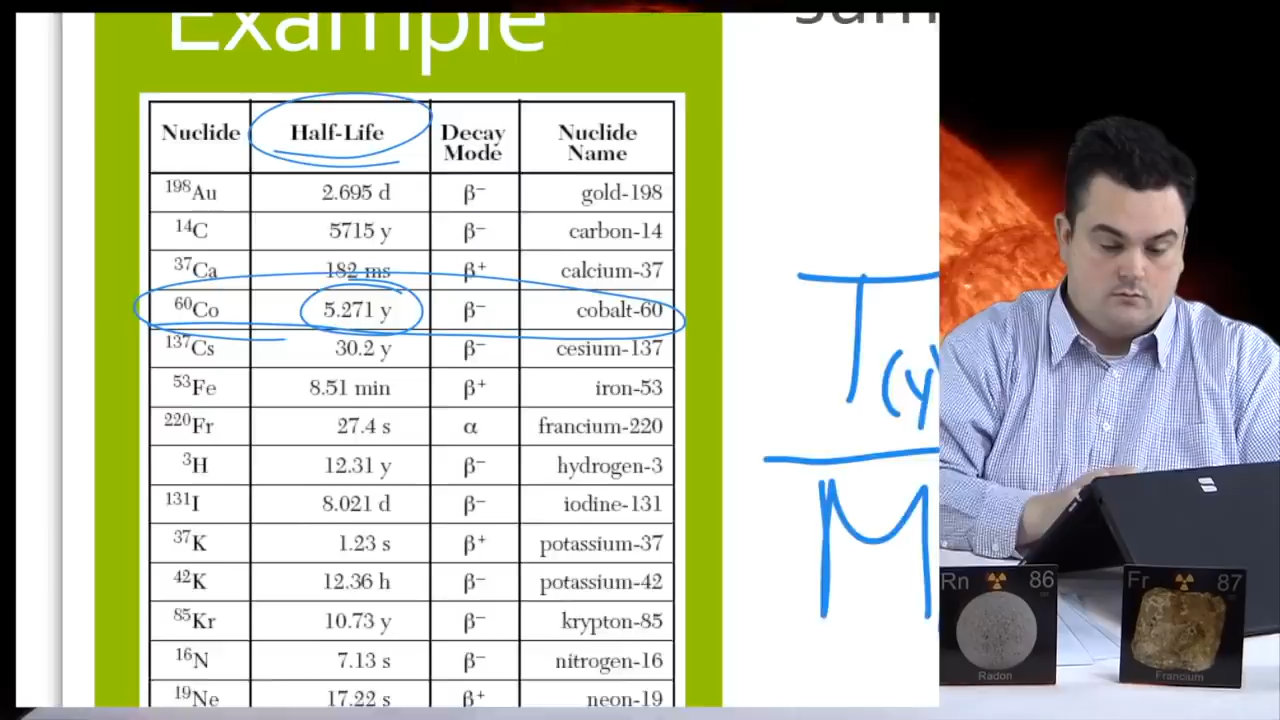 Example
Nuclide Half-Life Decay Mode Nuclide Name
¹⁹⁸Au 2.695 d β⁻ gold-198
¹⁴C 5715 y β⁻ carbon-14
³⁷Ca 182 ms β⁺ calcium-37
⁶⁰Co 5.271 y β⁻ cobalt-60
¹³⁷Cs 30.2 y β⁻ cesium-137
⁵³Fe 8.51 min β⁺ iron-53
²²⁰Fr 27.4 s α francium-220
³H 12.31 y β⁻ hydrogen-3
¹³¹I 8.021 d β⁻ iodine-131
³⁷K 1.23 s β⁺ potassium-37
⁴²K 12.36 h β⁻ potassium-42
⁸⁵Kr 10.73 y β⁻ krypton-85
¹⁶N 7.13 s β⁻ nitrogen-16
¹⁹Ne 17.22 s β⁺ neon-19
T (y)
M
Rn 86
Radon
Fr 87
Francium